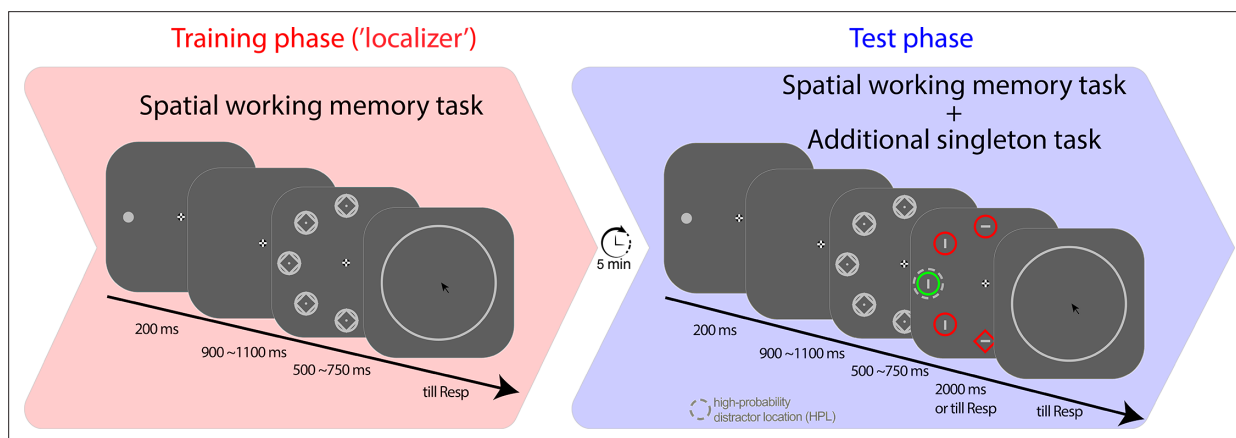 Training phase ('localizer')
Spatial working memory task
200 ms
900 ~1100 ms
500 ~750 ms
till Resp
5 min
Test phase
Spatial working memory task
+
Additional singleton task
200 ms
900 ~1100 ms
500 ~750 ms
2000 ms
or till Resp
till Resp
high-probability
distractor location (HPL)